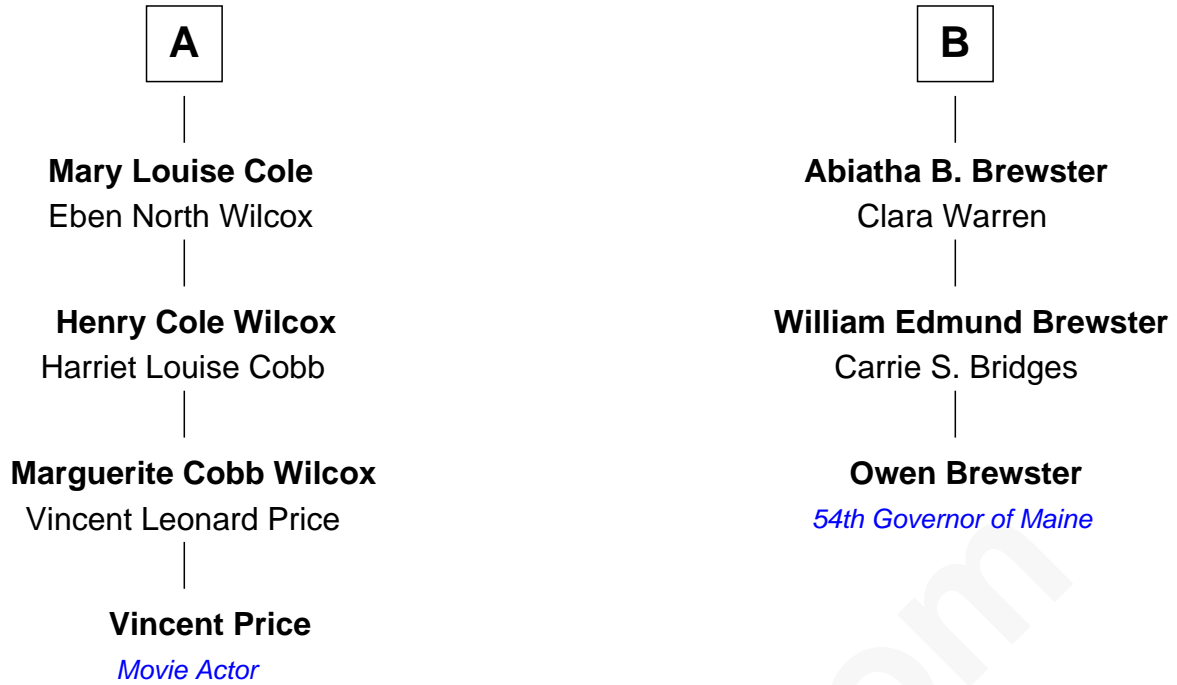 A
Mary Louise Cole
Eben North Wilcox
Henry Cole Wilcox
Harriet Louise Cobb
Marguerite Cobb Wilcox
Vincent Leonard Price
Vincent Price
Movie Actor
B
Abiatha B. Brewster
Clara Warren
William Edmund Brewster
Carrie S. Bridges
Owen Brewster
54th Governor of Maine
om